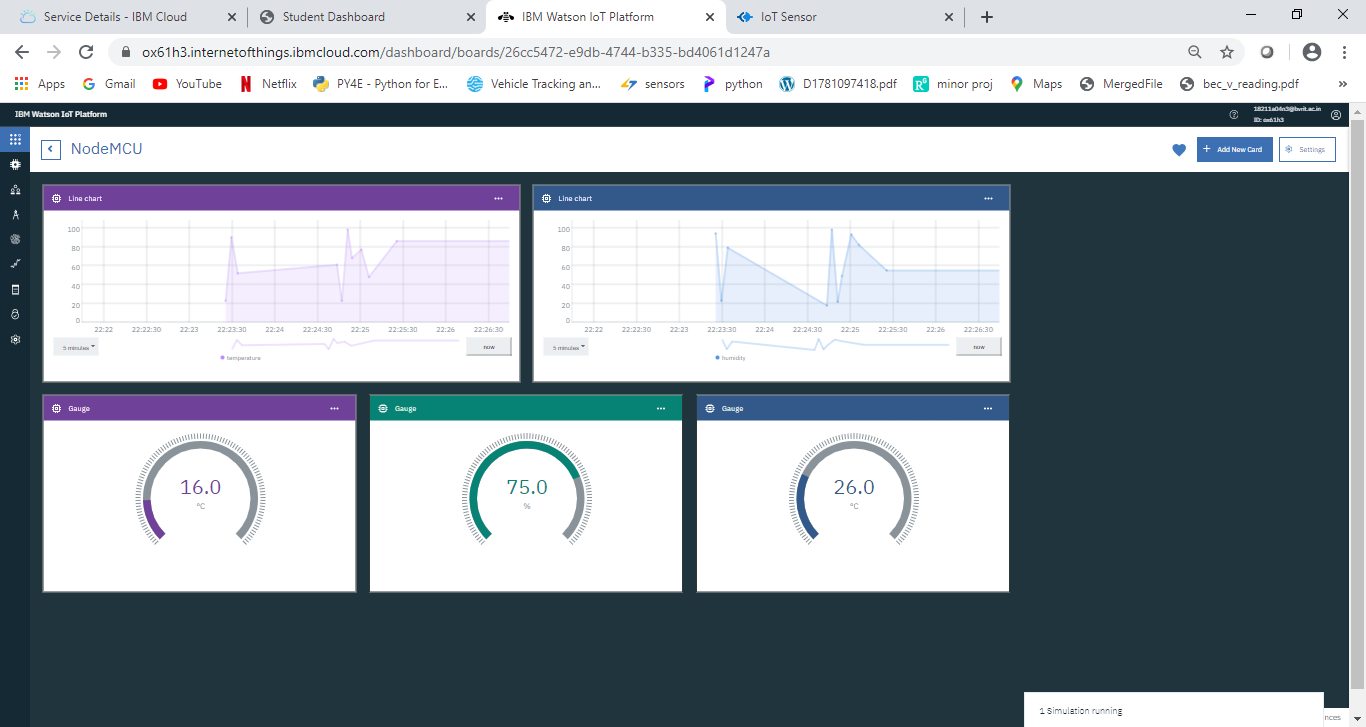 Service Details - IBM Cloud
Student Dashboard
IBM Watson IoT Platform
IoT Sensor
ox61h3.internetofthings.ibmcloud.com/dashboard/boards/26cc5472-e9db-4744-b335-bd4061d1247a
Apps
Gmail
YouTube
Netflix
PY4E - Python for E...
Vehicle Tracking an...
sensors
python
D1781097418.pdf
minor proj
Maps
MergedFile
bec_v_reading.pdf
IBM Watson IoT Platform
18211a04n3@bvrit.ac.in
ID: ox61h3
NodeMCU
+ Add New Card
Settings
Line chart
100
80
60
40
20
0
22:22 22:22:30 22:23 22:23:30 22:24 22:24:30 22:25 22:25:30 22:26 22:26:30
5 minutes
now
temperature
Line chart
100
80
60
40
20
0
22:22 22:22:30 22:23 22:23:30 22:24 22:24:30 22:25 22:25:30 22:26 22:26:30
5 minutes
now
humidity
Gauge
16.0
°C
Gauge
75.0
%
Gauge
26.0
°C
1 Simulation running
nces